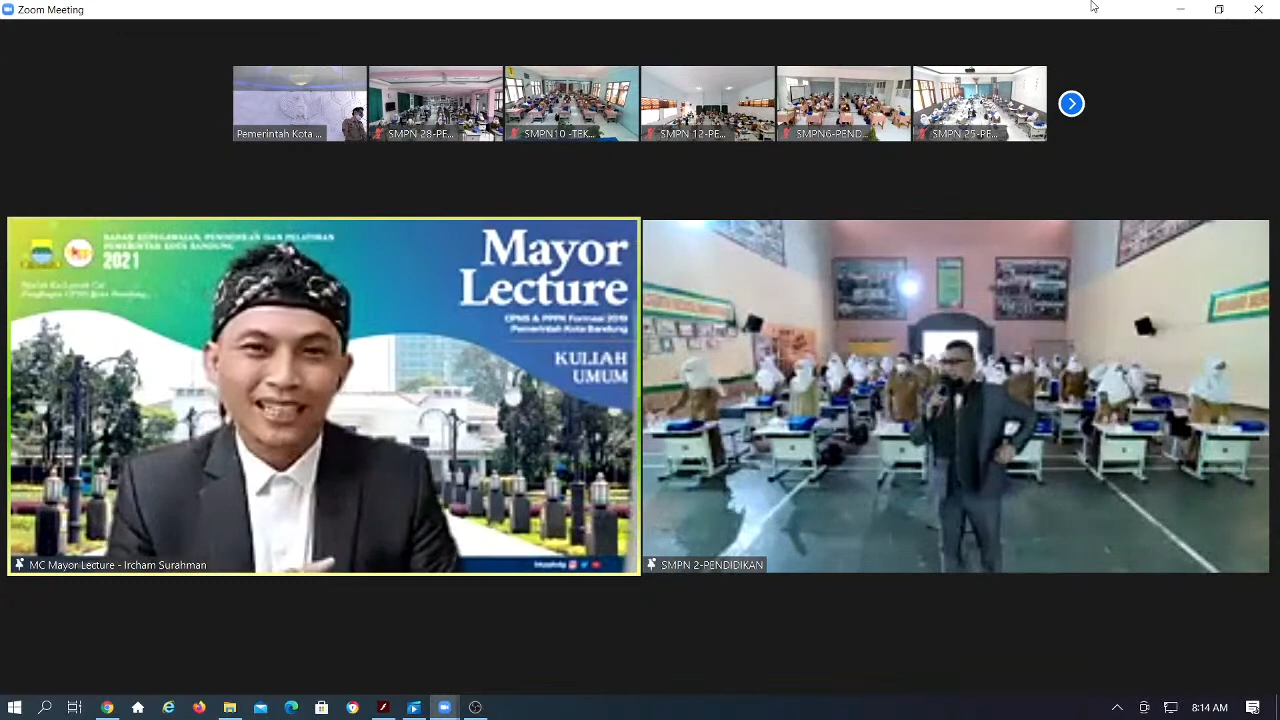 Zoom Meeting
Pemerintah Kota ...
SMPN 28-PE...
SMPN10 -TEK...
SMPN 12-PE...
SMPN6-PEND...
SMPN 25-PE...
BADAN KEPEGAWAIAN, PENDIDIKAN DAN PELATIHAN
PEMERINTAH KOTA BANDUNG
2021
Mayor
Lecture
CPNS & PPPK Formasi 2019
Pemerintah Kota Bandung
KULIAH
UMUM
MC Mayor Lecture - Ircham Surahman
SMPN 2-PENDIDIKAN
8:14 AM